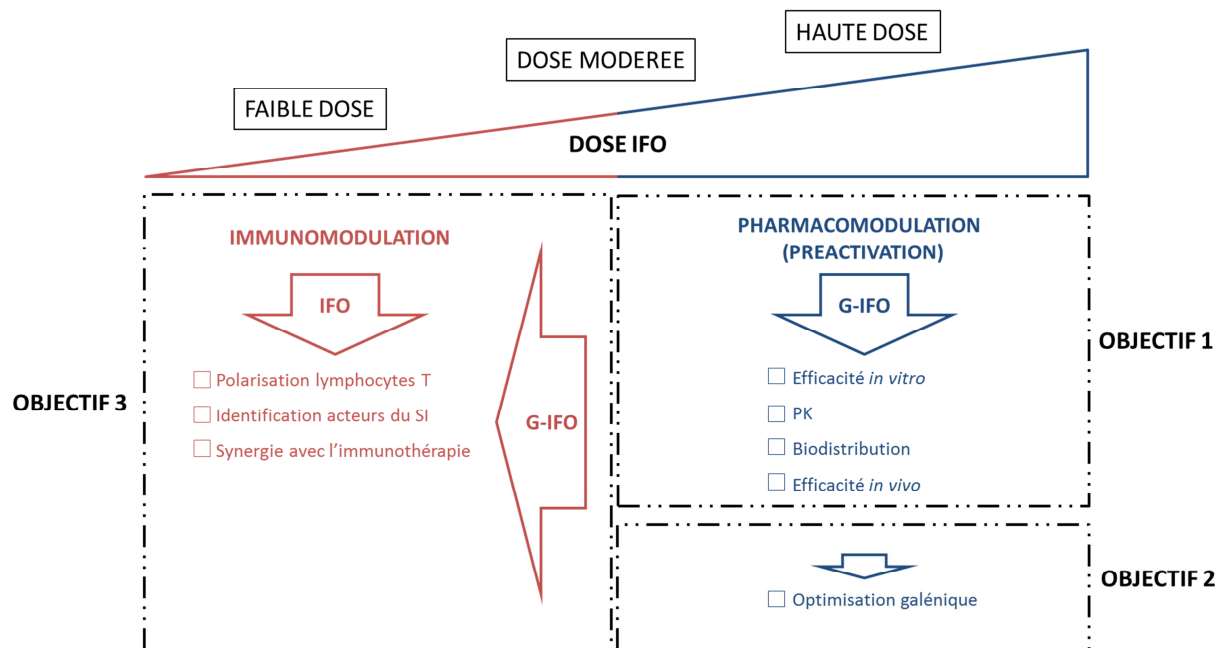 HAUTE DOSE
DOSE MODEREE
FAIBLE DOSE
DOSE IFO
IMMUNOMODULATION
IFO
Polarisation lymphocytes T
Identification acteurs du SI
Synergie avec l'immunothérapie
G-IFO
OBJECTIF 3
PHARMACOMODULATION
(PREACTIVATION)
G-IFO
Efficacité in vitro
PK
Biodistribution
Efficacité in vivo
OBJECTIF 1
Optimisation galénique
OBJECTIF 2